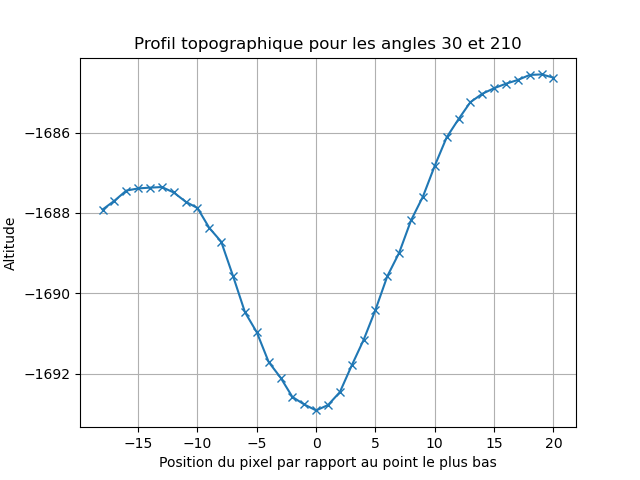 Profil topographique pour les angles 30 et 210
Altitude
−1686
−1688
−1690
−1692
−15 −10 −5 0 5 10 15 20
Position du pixel par rapport au point le plus bas